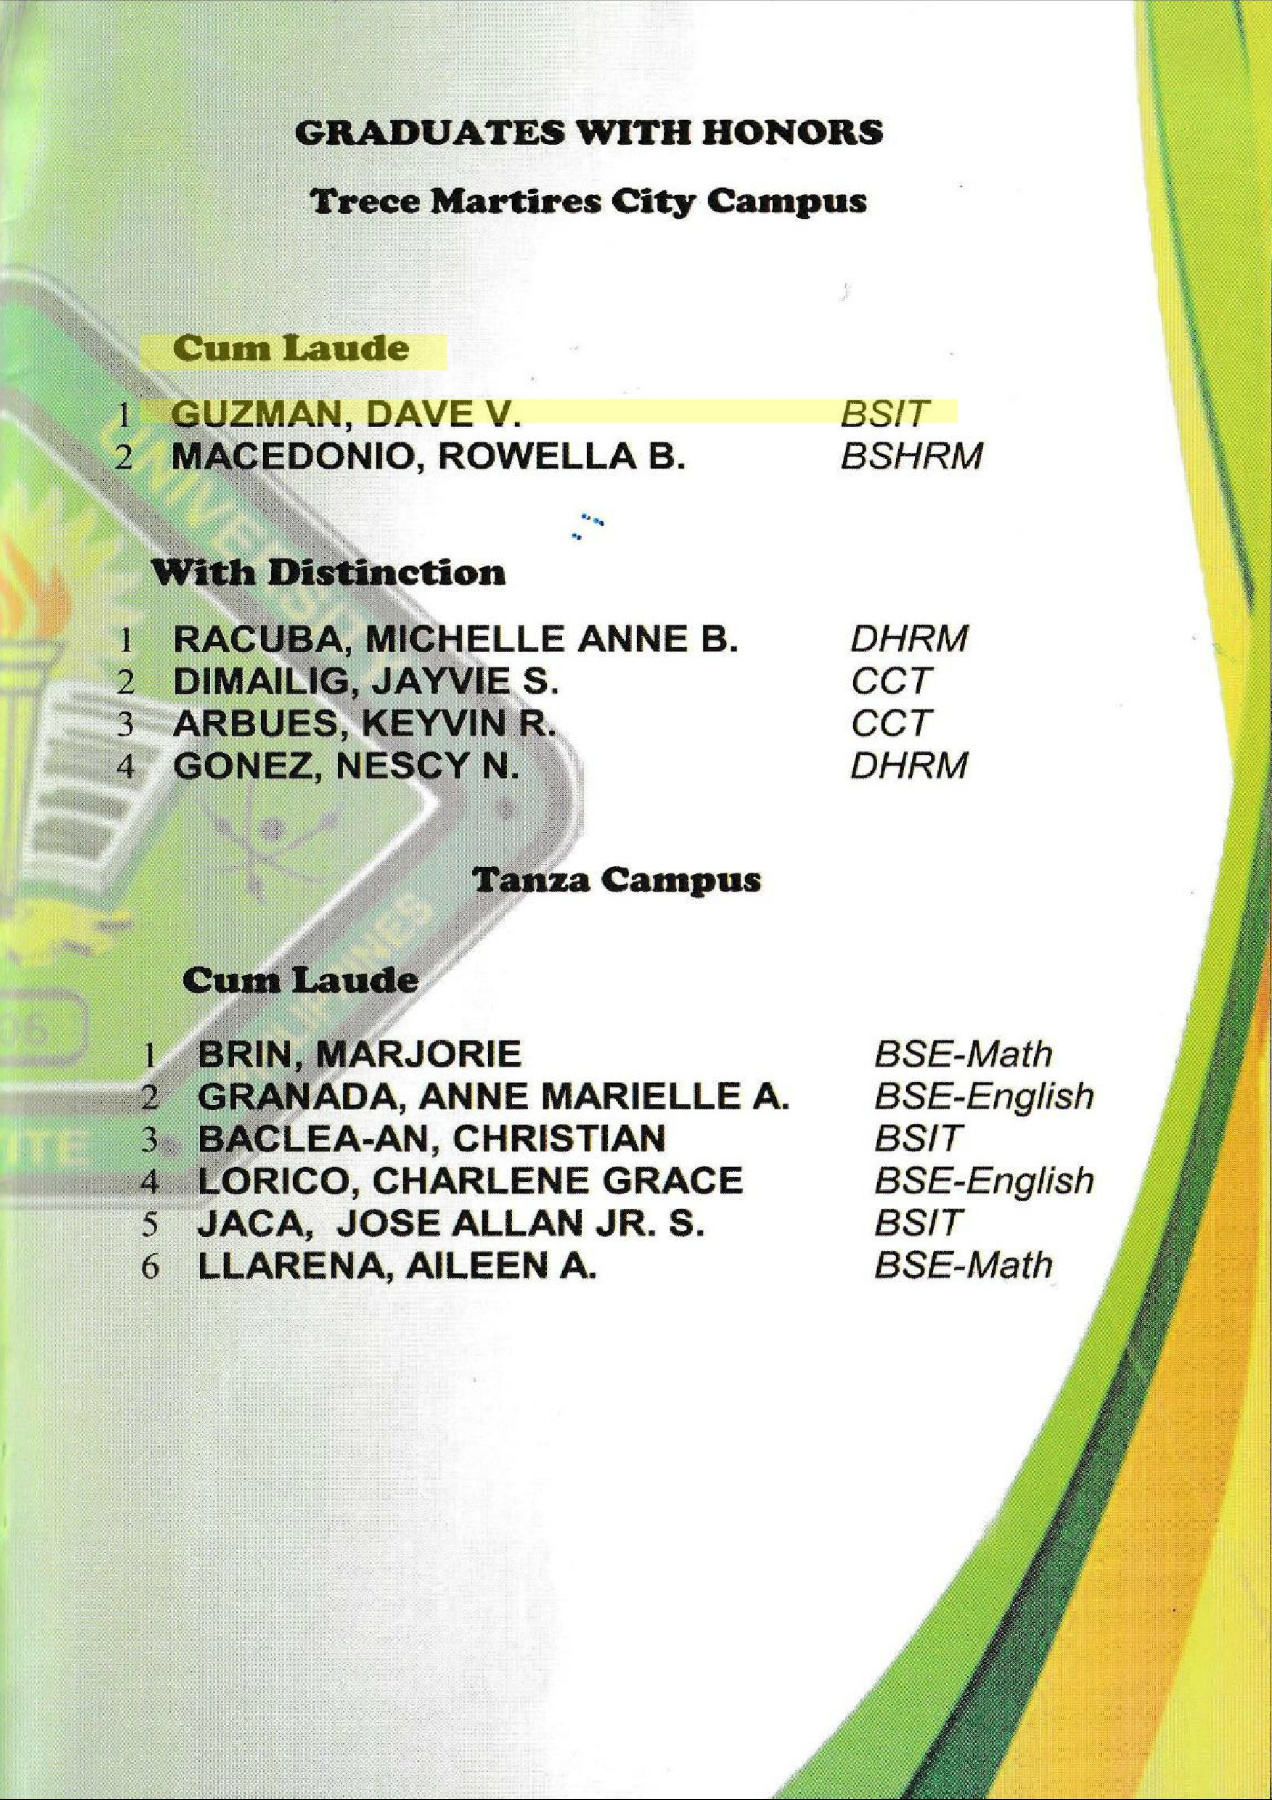 GRADUATES WITH HONORS
Trece Martires City Campus
Cum Laude
1 GUZMAN, DAVE V. BSIT
2 MACEDONIO, ROWELLA B. BSHRM
With Distinction
1 RACUBA, MICHELLE ANNE B. DHRM
2 DIMAILIG, JAYVIE S. CCT
3 ARBUES, KEYVIN R. CCT
4 GONEZ, NESCY N. DHRM
Tanza Campus
Cum Laude
1 BRIN, MARJORIE BSE-Math
2 GRANADA, ANNE MARIELLE A. BSE-English
3 BACLEA-AN, CHRISTIAN BSIT
4 LORICO, CHARLENE GRACE BSE-English
5 JACA, JOSE ALLAN JR. S. BSIT
6 LLARENA, AILEEN A. BSE-Math
UNIVERSITY